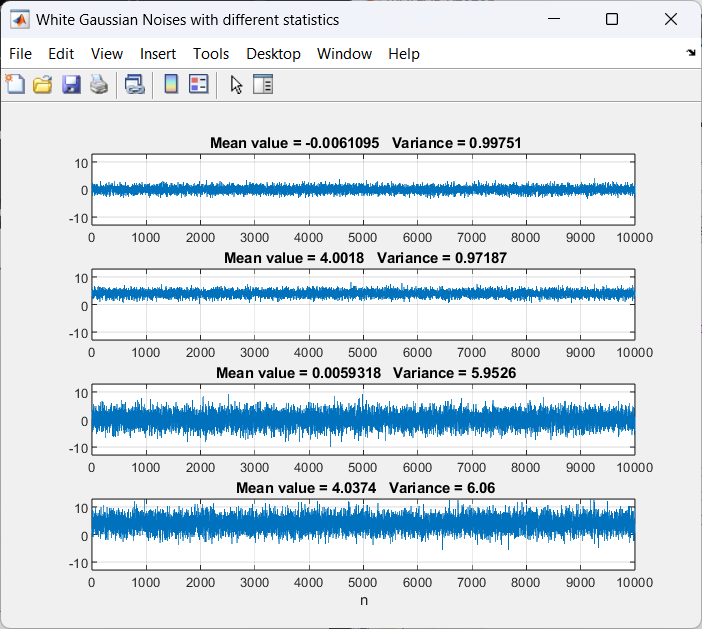 White Gaussian Noises with different statistics
File Edit View Insert Tools Desktop Window Help
Mean value = -0.0061095 Variance = 0.99751
10
0
-10
0 1000 2000 3000 4000 5000 6000 7000 8000 9000 10000
Mean value = 4.0018 Variance = 0.97187
10
0
-10
0 1000 2000 3000 4000 5000 6000 7000 8000 9000 10000
Mean value = 0.0059318 Variance = 5.9526
10
0
-10
0 1000 2000 3000 4000 5000 6000 7000 8000 9000 10000
Mean value = 4.0374 Variance = 6.06
10
0
-10
0 1000 2000 3000 4000 5000 6000 7000 8000 9000 10000
n